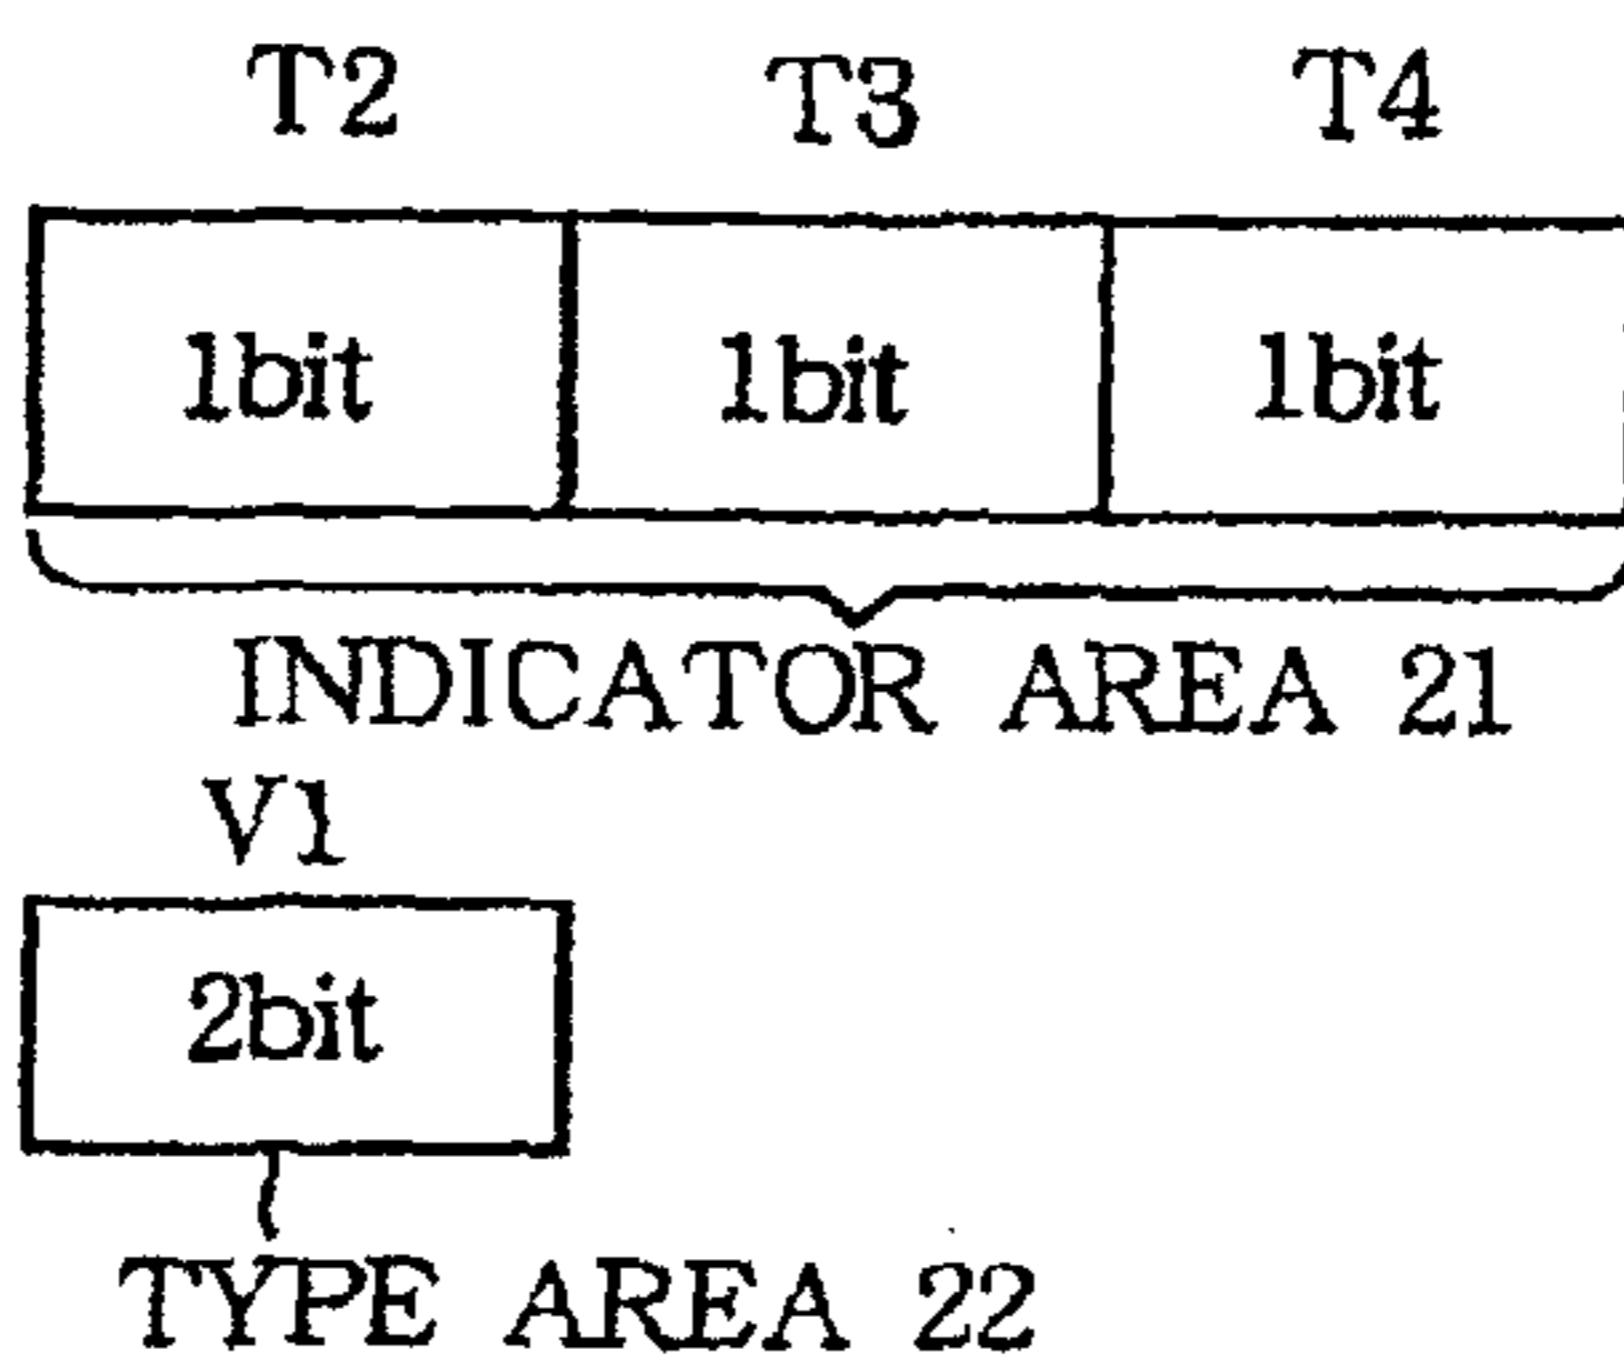 T2 T3 T4
1bit 1bit 1bit
INDICATOR AREA 21
V1
2bit
TYPE AREA 22